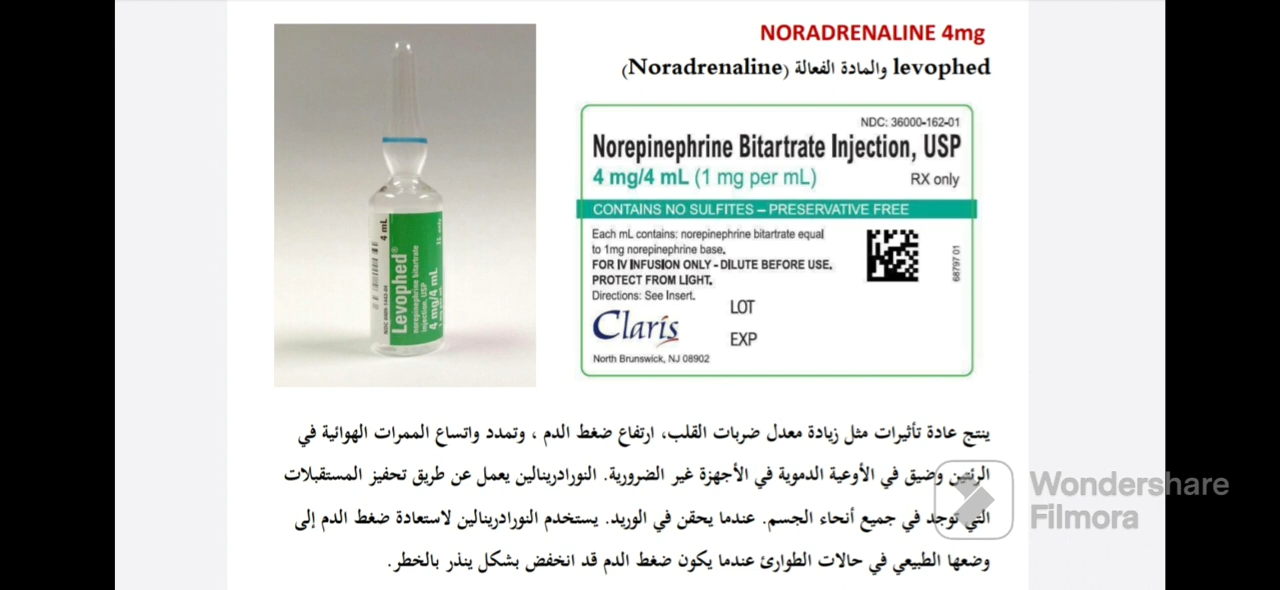 NORADRENALINE 4mg
levophed والمادة الفعالة (Noradrenaline)
4 mL
Levophed®
norepinephrine bitartrate
injection, USP
4 mg/4 mL
NDC: 36000-162-01
Norepinephrine Bitartrate Injection, USP
4 mg/4 mL (1 mg per mL)
RX only
CONTAINS NO SULFITES – PRESERVATIVE FREE
Each mL contains: norepinephrine bitartrate equal
to 1mg norepinephrine base.
FOR IV INFUSION ONLY - DILUTE BEFORE USE.
PROTECT FROM LIGHT.
Directions: See Insert.
68797 01
LOT
EXP
Claris
North Brunswick, NJ 08902
ينتج عادة تأثيرات مثل زيادة معدل ضربات القلب، ارتفاع ضغط الدم ، وتمدد واتساع الممرات الهوائية في
الرئتين وضيق في الأوعية الدموية في الأجهزة غير الضرورية. النورادرينالين يعمل عن طريق تحفيز المستقبلات
التي توجد في جميع أنحاء الجسم. عندما يحقن في الوريد. يستخدم النورادرينالين لاستعادة ضغط الدم إلى
وضعها الطبيعي في حالات الطوارئ عندما يكون ضغط الدم قد انخفض بشكل ينذر بالخطر.
Wondershare
Filmora